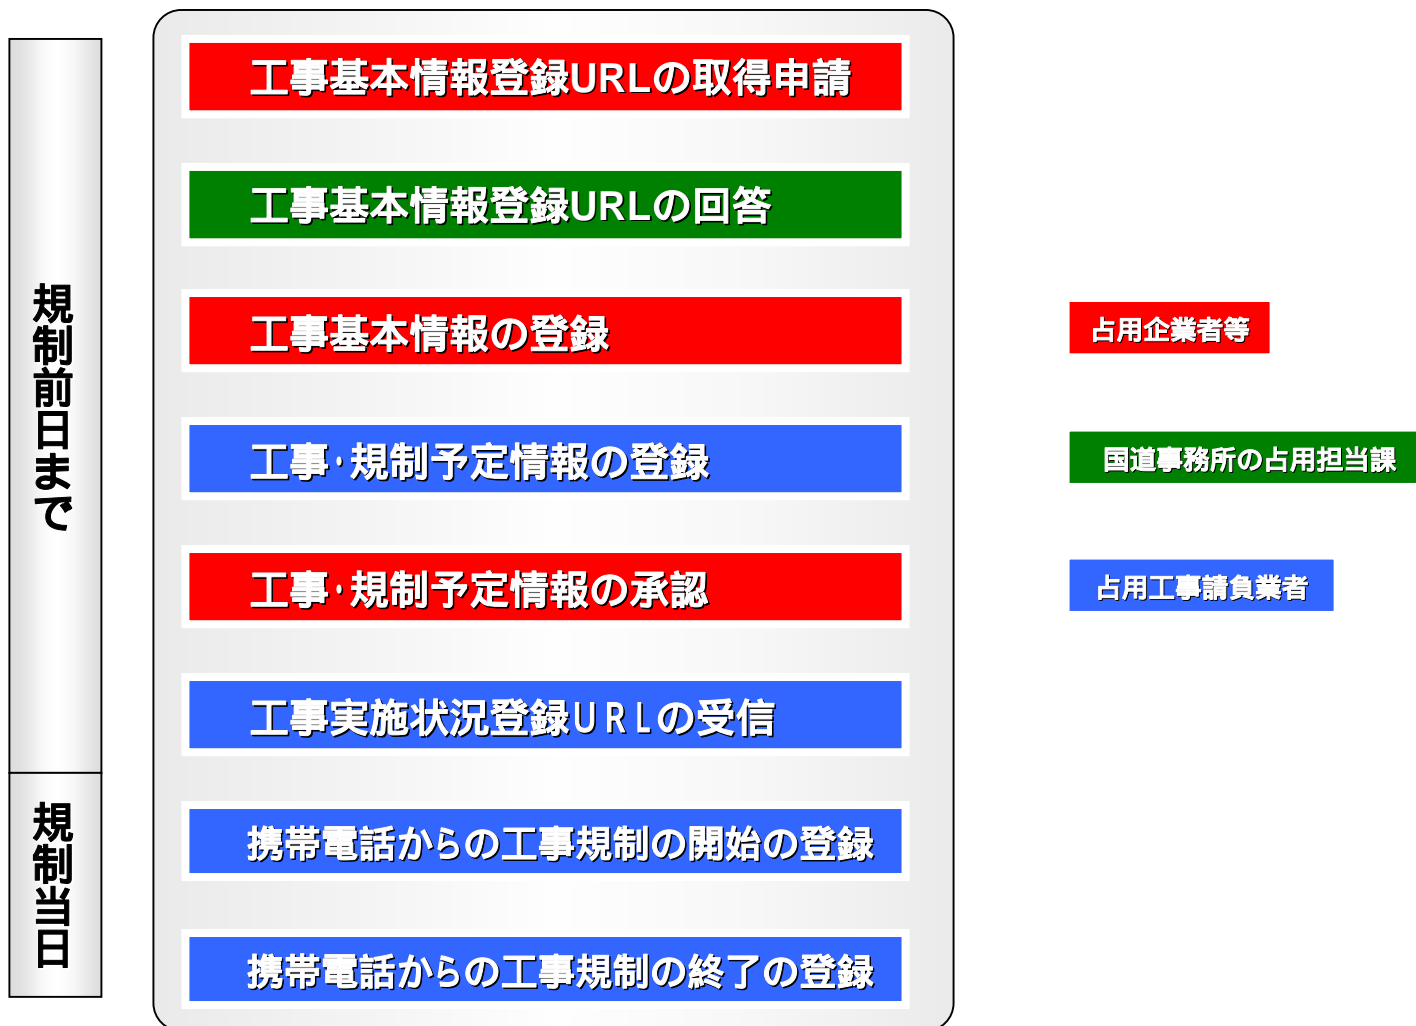 規制前日まで
規制当日
工事基本情報登録URLの取得申請
工事基本情報登録URLの回答
工事基本情報の登録
工事・規制予定情報の登録
工事・規制予定情報の承認
工事実施状況登録URLの受信
携帯電話からの工事規制の開始の登録
携帯電話からの工事規制の終了の登録
占用企業者等
国道事務所の占用担当課
占用工事請負業者